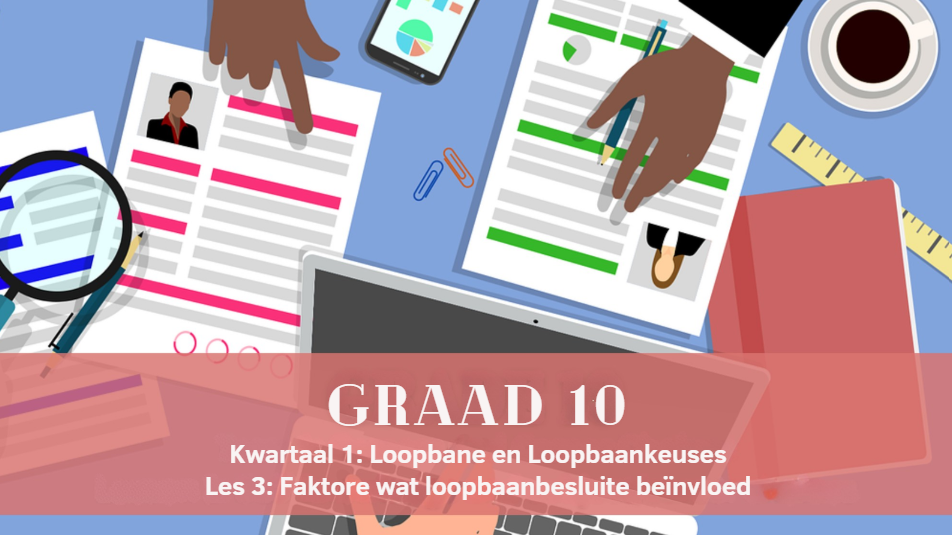 GRAAD 10
Kwartaal 1: Loopbane en Loopbaankeuses
Les 3: Faktore wat loopbaanbesluite beïnvloed